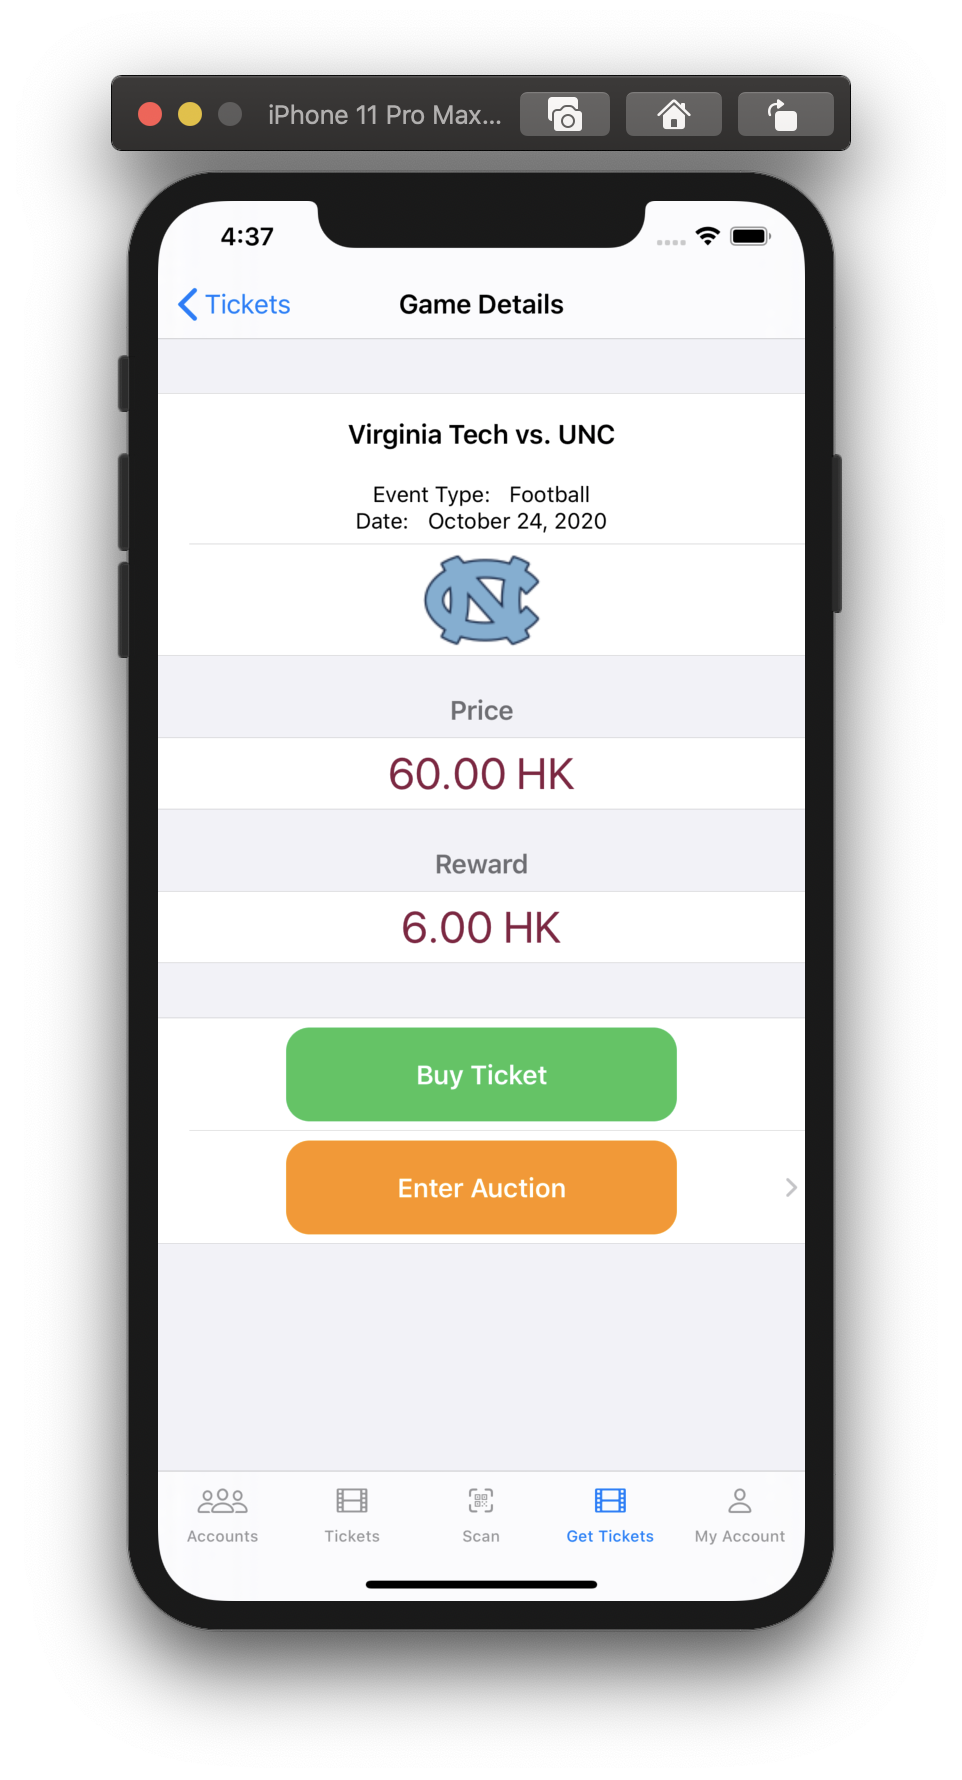 iPhone 11 Pro Max...
4:37
Tickets
Game Details
Virginia Tech vs. UNC
Event Type: Football
Date: October 24, 2020
NC
Price
60.00 HK
Reward
6.00 HK
Buy Ticket
Enter Auction
Accounts
Tickets
Scan
Get Tickets
My Account